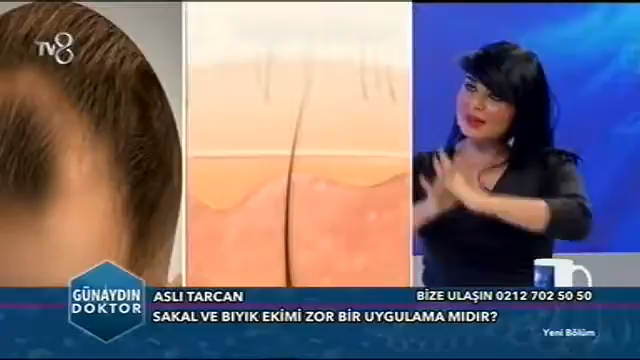 TV8
GÜNAYDIN
DOKTOR
ASLI TARCAN
BİZE ULAŞIN 0212 702 50 50
SAKAL VE BIYIK EKİMİ ZOR BİR UYGULAMA MIDIR?
Yeni Bölüm